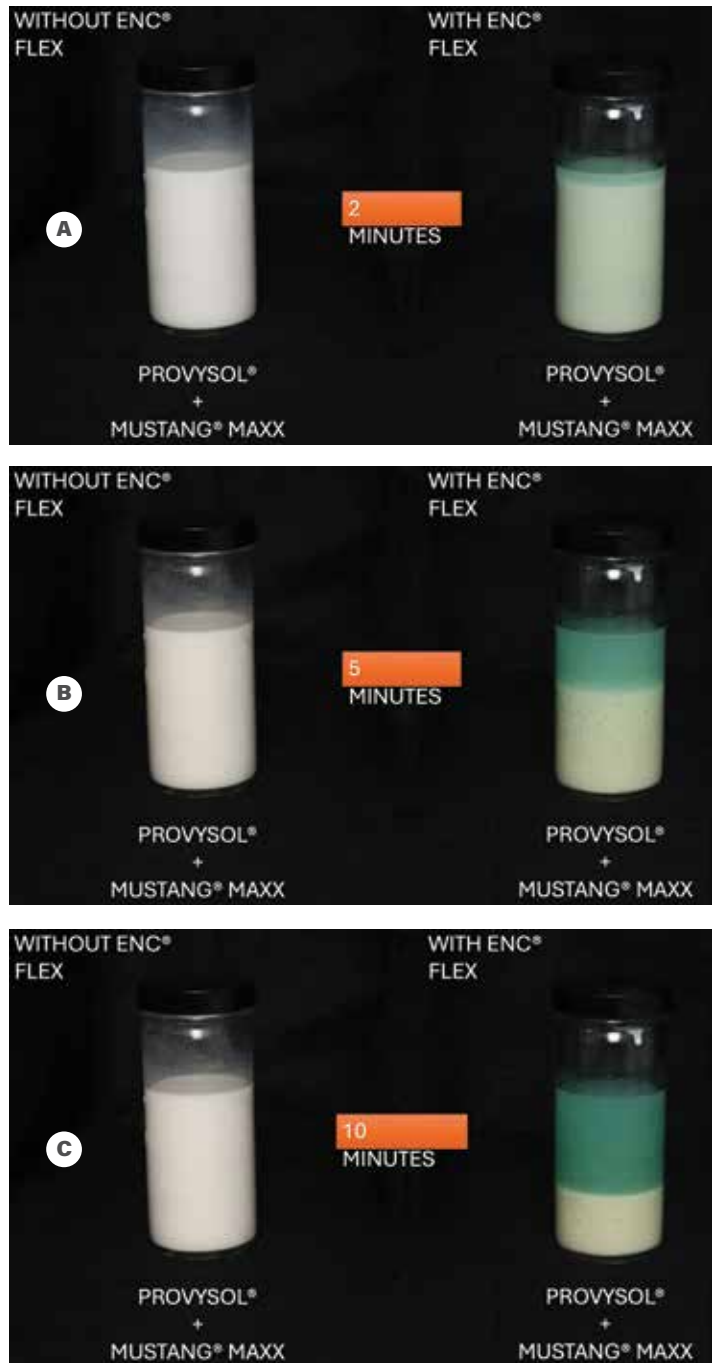 WITHOUT ENC®
FLEX
WITH ENC®
FLEX
A
2
MINUTES
PROVYSOL®
+
MUSTANG® MAXX
PROVYSOL®
+
MUSTANG® MAXX
WITHOUT ENC®
FLEX
WITH ENC®
FLEX
B
5
MINUTES
PROVYSOL®
+
MUSTANG® MAXX
PROVYSOL®
+
MUSTANG® MAXX
WITHOUT ENC®
FLEX
WITH ENC®
FLEX
C
10
MINUTES
PROVYSOL®
+
MUSTANG® MAXX
PROVYSOL®
+
MUSTANG® MAXX